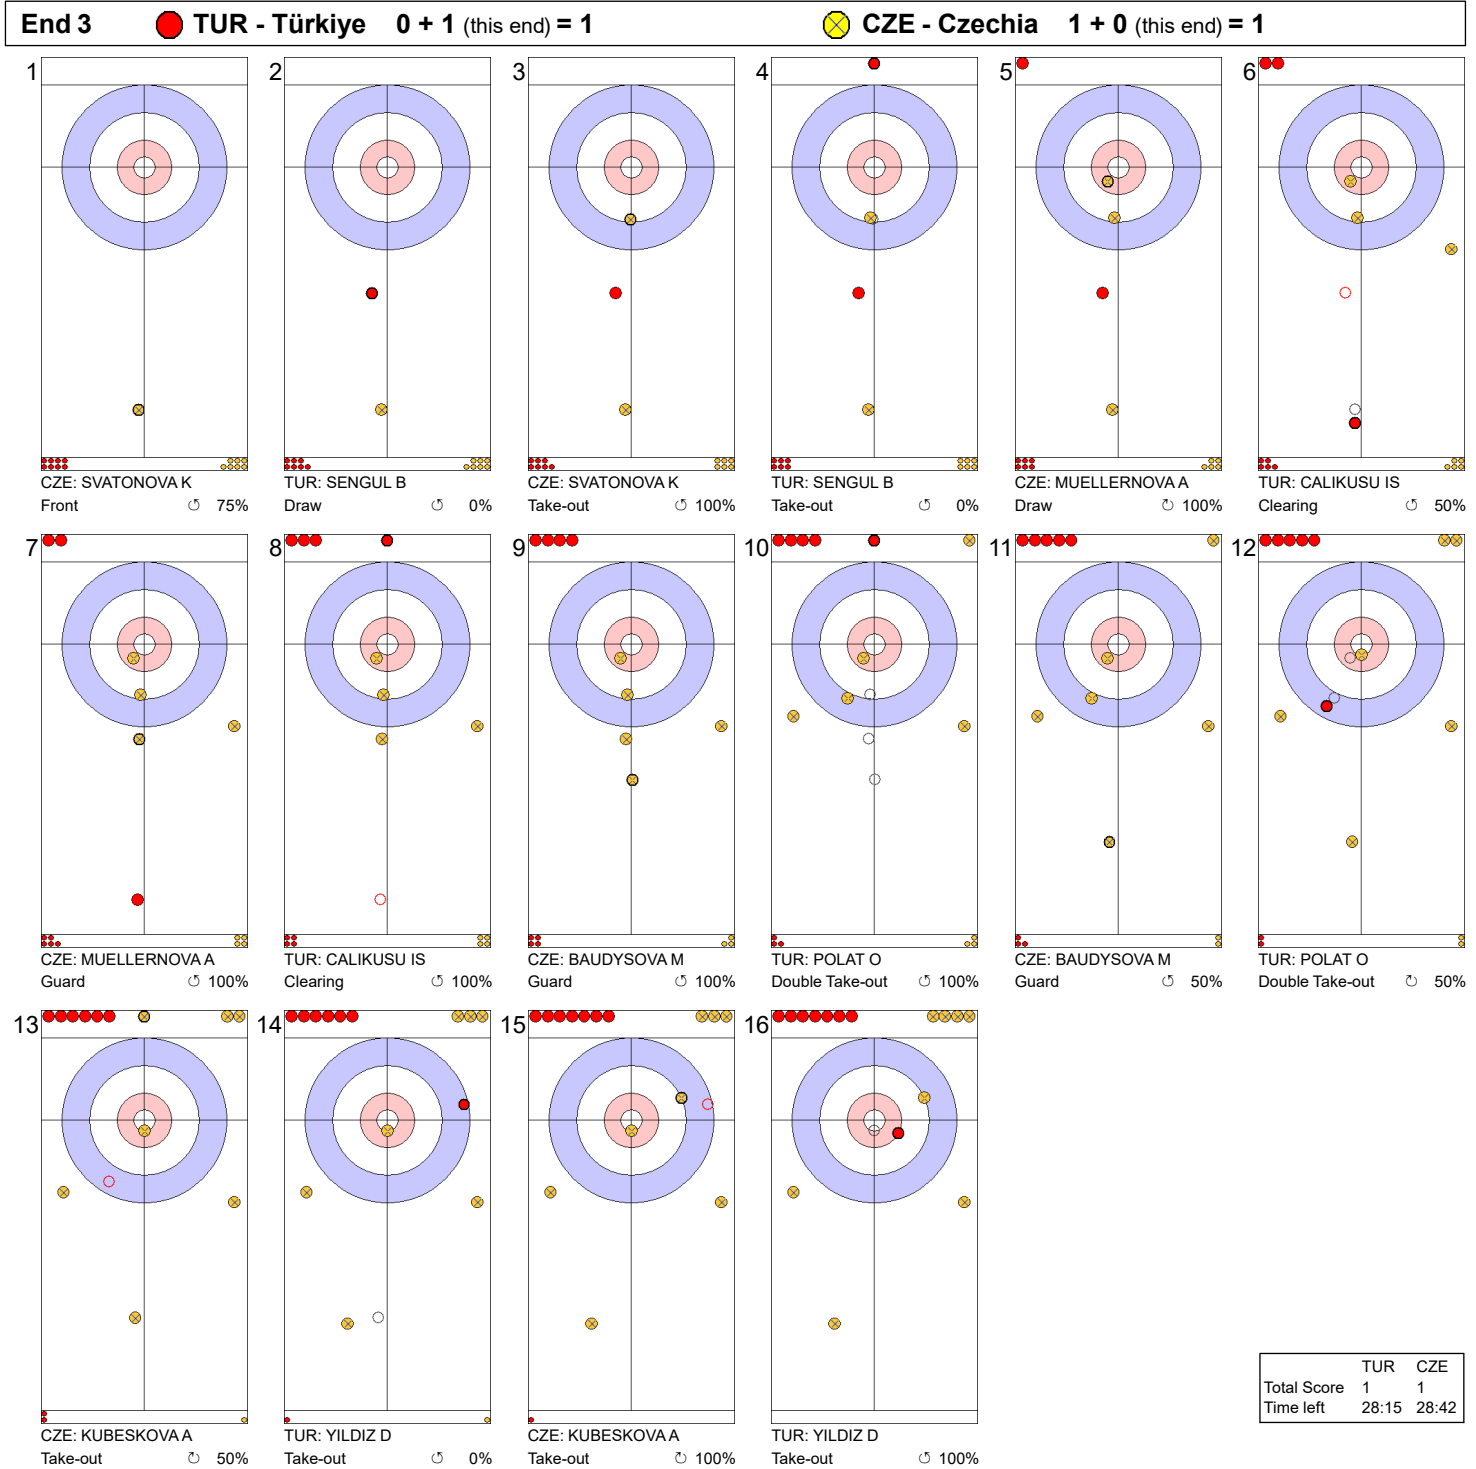 End 3 TUR - Türkiye 0 + 1 (this end) = 1 CZE - Czechia 1 + 0 (this end) = 1
1 2 3 4 5 6
CZE: SVATONOVA K TUR: SENGUL B CZE: SVATONOVA K TUR: SENGUL B CZE: MUELLERNOVA A TUR: CALIKUSU IS
Front ↺ 75% Draw ↺ 0% Take-out ↺ 100% Take-out ↺ 0% Draw ↻ 100% Clearing ↺ 50%
7 8 9 10 11 12
CZE: MUELLERNOVA A TUR: CALIKUSU IS CZE: BAUDYSOVA M TUR: POLAT O CZE: BAUDYSOVA M TUR: POLAT O
Guard ↺ 100% Clearing ↺ 100% Guard ↺ 100% Double Take-out ↺ 100% Guard ↺ 50% Double Take-out ↻ 50%
13 14 15 16
CZE: KUBESKOVA A TUR: YILDIZ D CZE: KUBESKOVA A TUR: YILDIZ D
Take-out ↻ 50% Take-out ↺ 0% Take-out ↻ 100% Take-out ↺ 100%
TUR CZE
Total Score 1 1
Time left 28:15 28:42